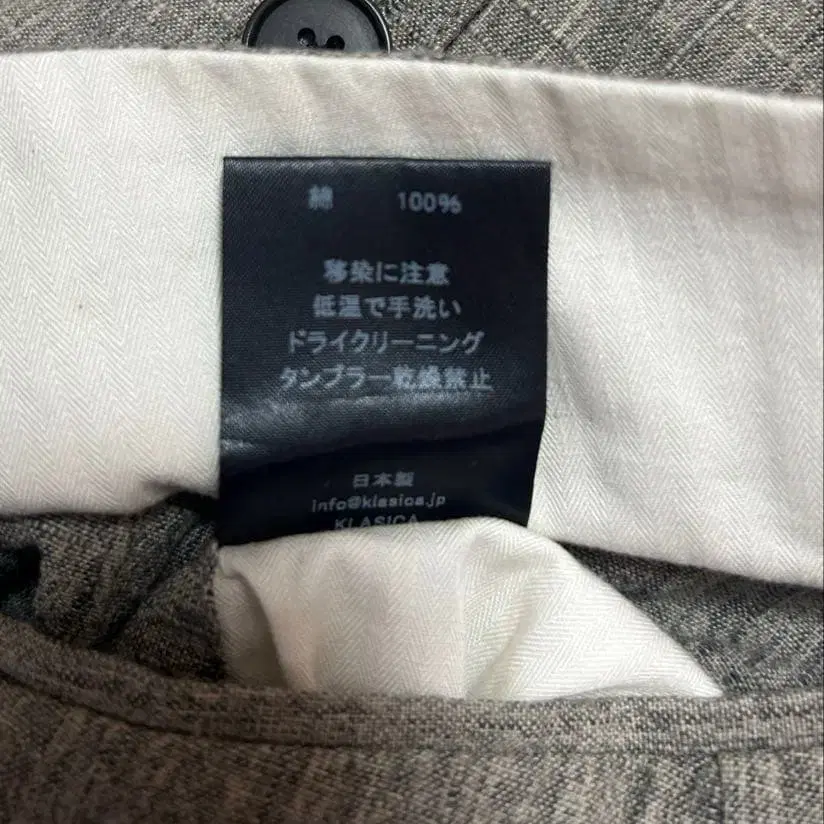 綿 100%
移染に注意
低温で手洗い
ドライクリーニング
タンブラー乾燥禁止
日本製
info@klasica.jp
KLASICA